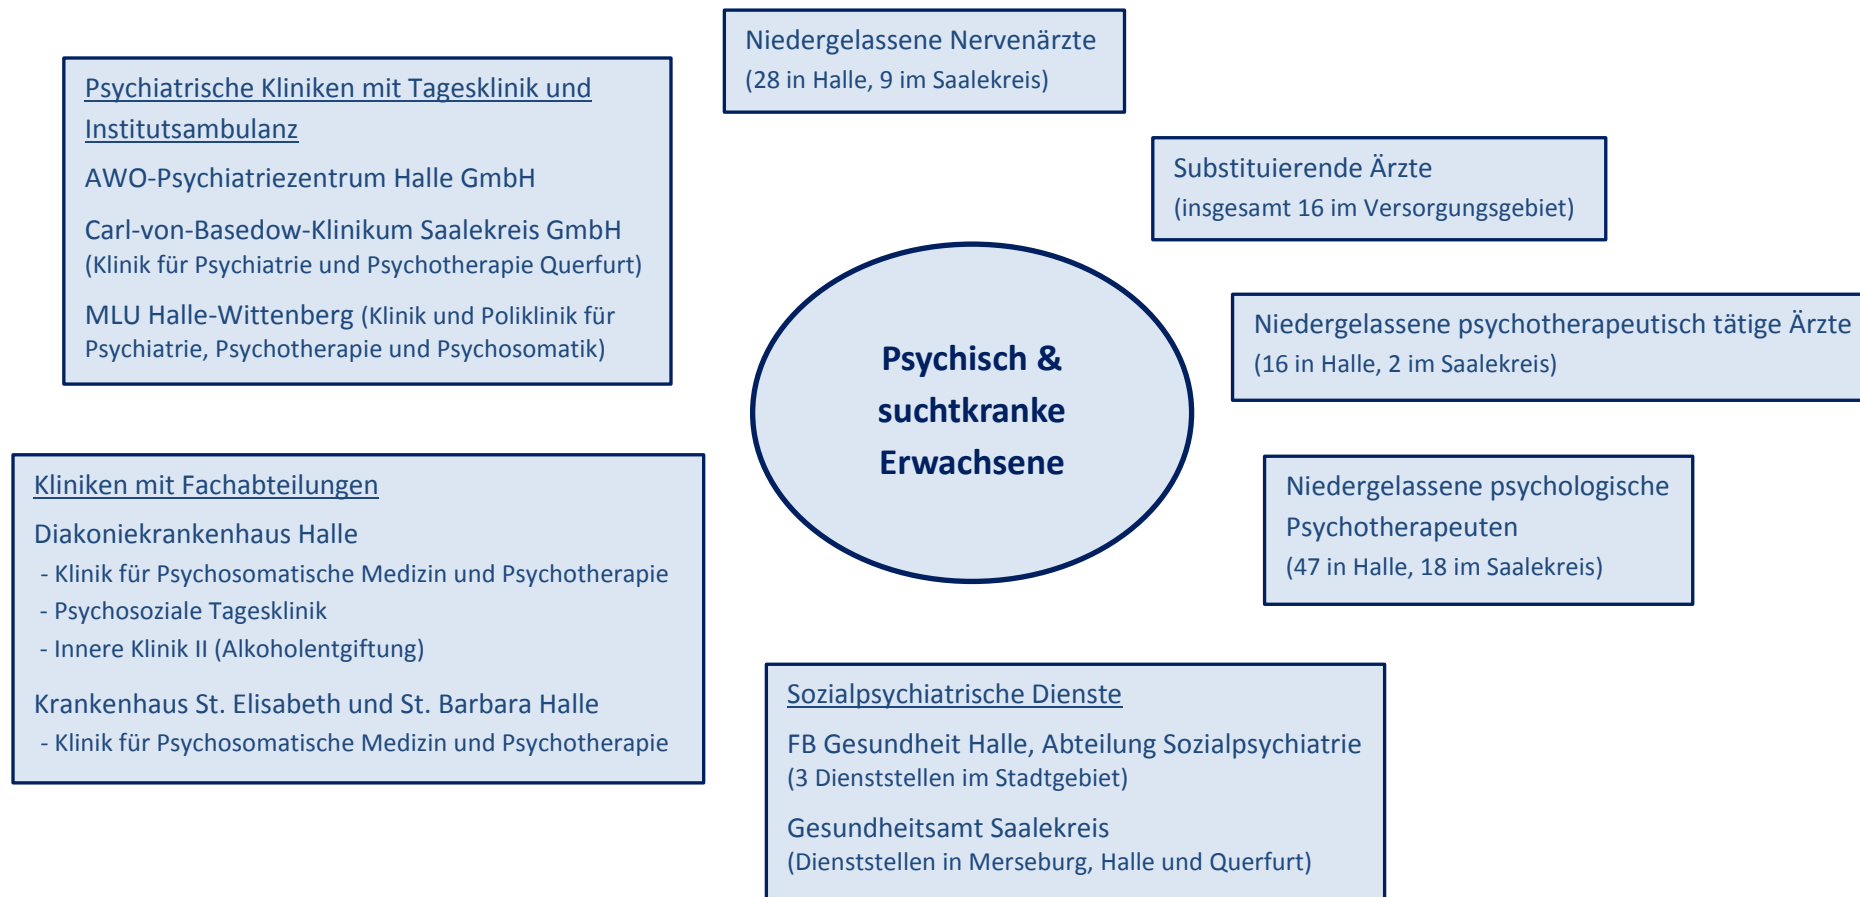 Niedergelassene Nervenärzte
(28 in Halle, 9 im Saalekreis)
Psychiatrische Kliniken mit Tagesklinik und
Institutsambulanz
AWO-Psychiatriezentrum Halle GmbH
Carl-von-Basedow-Klinikum Saalekreis GmbH
(Klinik für Psychiatrie und Psychotherapie Querfurt)
MLU Halle-Wittenberg (Klinik und Poliklinik für
Psychiatrie, Psychotherapie und Psychosomatik)
Substituierende Ärzte
(insgesamt 16 im Versorgungsgebiet)
Niedergelassene psychotherapeutisch tätige Ärzte
(16 in Halle, 2 im Saalekreis)
Psychisch &
suchtkranke
Erwachsene
Kliniken mit Fachabteilungen
Diakoniekrankenhaus Halle
- Klinik für Psychosomatische Medizin und Psychotherapie
- Psychosoziale Tagesklinik
- Innere Klinik II (Alkoholentgiftung)
Krankenhaus St. Elisabeth und St. Barbara Halle
- Klinik für Psychosomatische Medizin und Psychotherapie
Niedergelassene psychologische
Psychotherapeuten
(47 in Halle, 18 im Saalekreis)
Sozialpsychiatrische Dienste
FB Gesundheit Halle, Abteilung Sozialpsychiatrie
(3 Dienststellen im Stadtgebiet)
Gesundheitsamt Saalekreis
(Dienststellen in Merseburg, Halle und Querfurt)